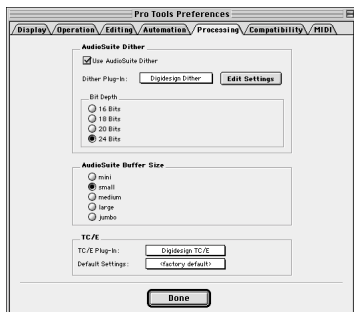 Pro Tools Preferences
Display Operation Editing Automation Processing Compatibility MIDI
AudioSuite Dither
Use AudioSuite Dither
Dither Plug-In: Digidesign Dither Edit Settings
Bit Depth
16 Bits
18 Bits
20 Bits
24 Bits
AudioSuite Buffer Size
mini
small
medium
large
jumbo
TC/E
TC/E Plug-In: Digidesign TC/E
Default Settings: <factory default>
Done